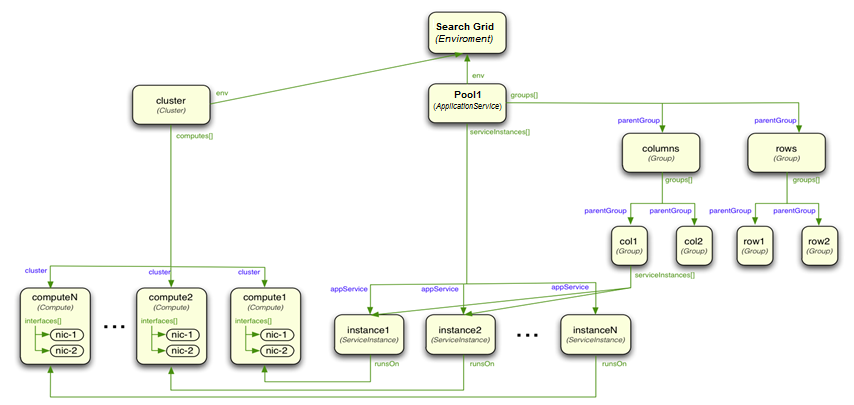 Search Grid
(Enviroment)
env
env
cluster
(Cluster)
Pool1
(ApplicationService)
groups[]
computes[]
serviceInstances[]
parentGroup
parentGroup
columns
(Group)
rows
(Group)
groups[]
groups[]
parentGroup
parentGroup
parentGroup
parentGroup
col1
(Group)
col2
(Group)
row1
(Group)
row2
(Group)
cluster
cluster
cluster
serviceInstances[]
appService
appService
appService
computeN
(Compute)
interfaces[]
nic-1
nic-2
...
compute2
(Compute)
interfaces[]
nic-1
nic-2
compute1
(Compute)
interfaces[]
nic-1
nic-2
instance1
(ServiceInstance)
instance2
(ServiceInstance)
...
instanceN
(ServiceInstance)
runsOn
runsOn
runsOn